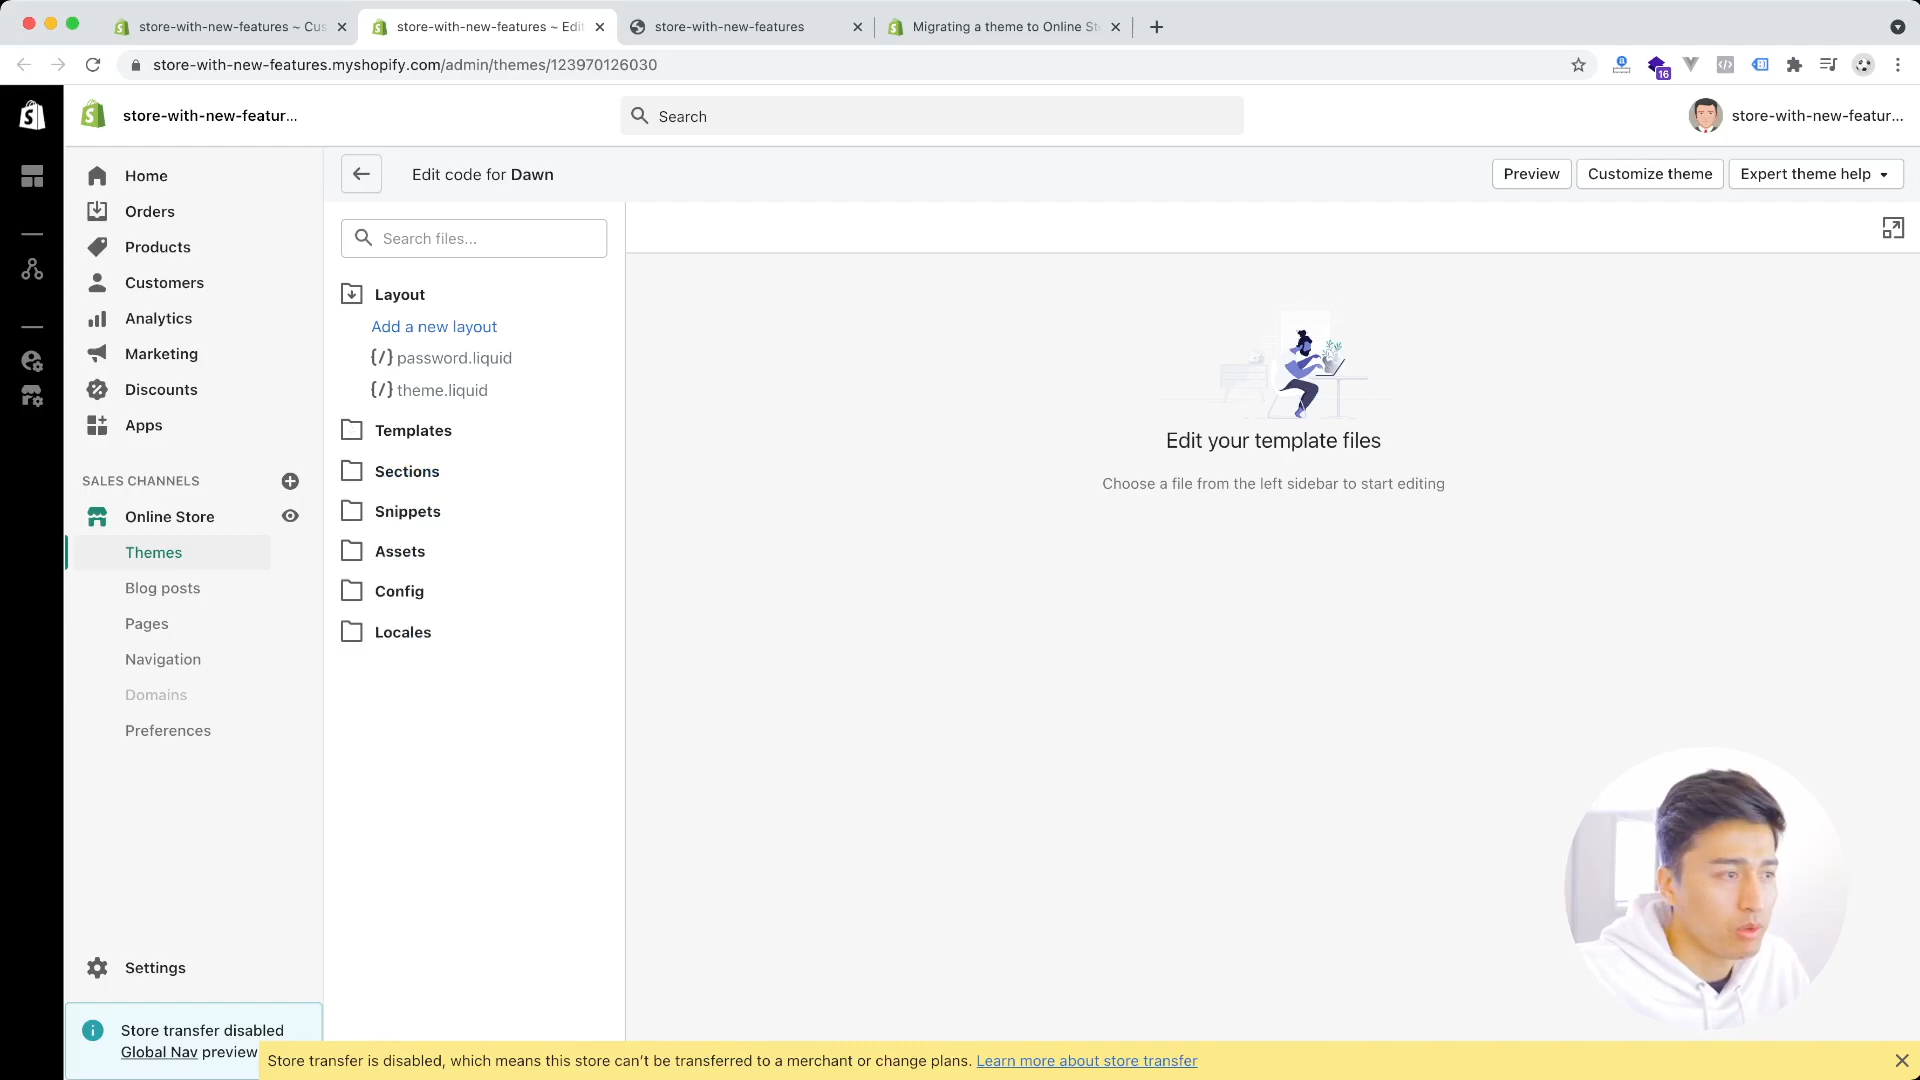 store-with-new-features ~ Cus
store-with-new-features ~ Edit
store-with-new-features
Migrating a theme to Online St
store-with-new-features.myshopify.com/admin/themes/123970126030
16
store-with-new-featur...
Search
store-with-new-featur...
Home
Orders
Products
Customers
Analytics
Marketing
Discounts
Apps
SALES CHANNELS
Online Store
Themes
Blog posts
Pages
Navigation
Domains
Preferences
Settings
Store transfer disabled
Global Nav preview
Edit code for Dawn
Preview
Customize theme
Expert theme help
Search files...
Layout
Add a new layout
{/} password.liquid
{/} theme.liquid
Templates
Sections
Snippets
Assets
Config
Locales
Edit your template files
Choose a file from the left sidebar to start editing
Store transfer is disabled, which means this store can't be transferred to a merchant or change plans. Learn more about store transfer